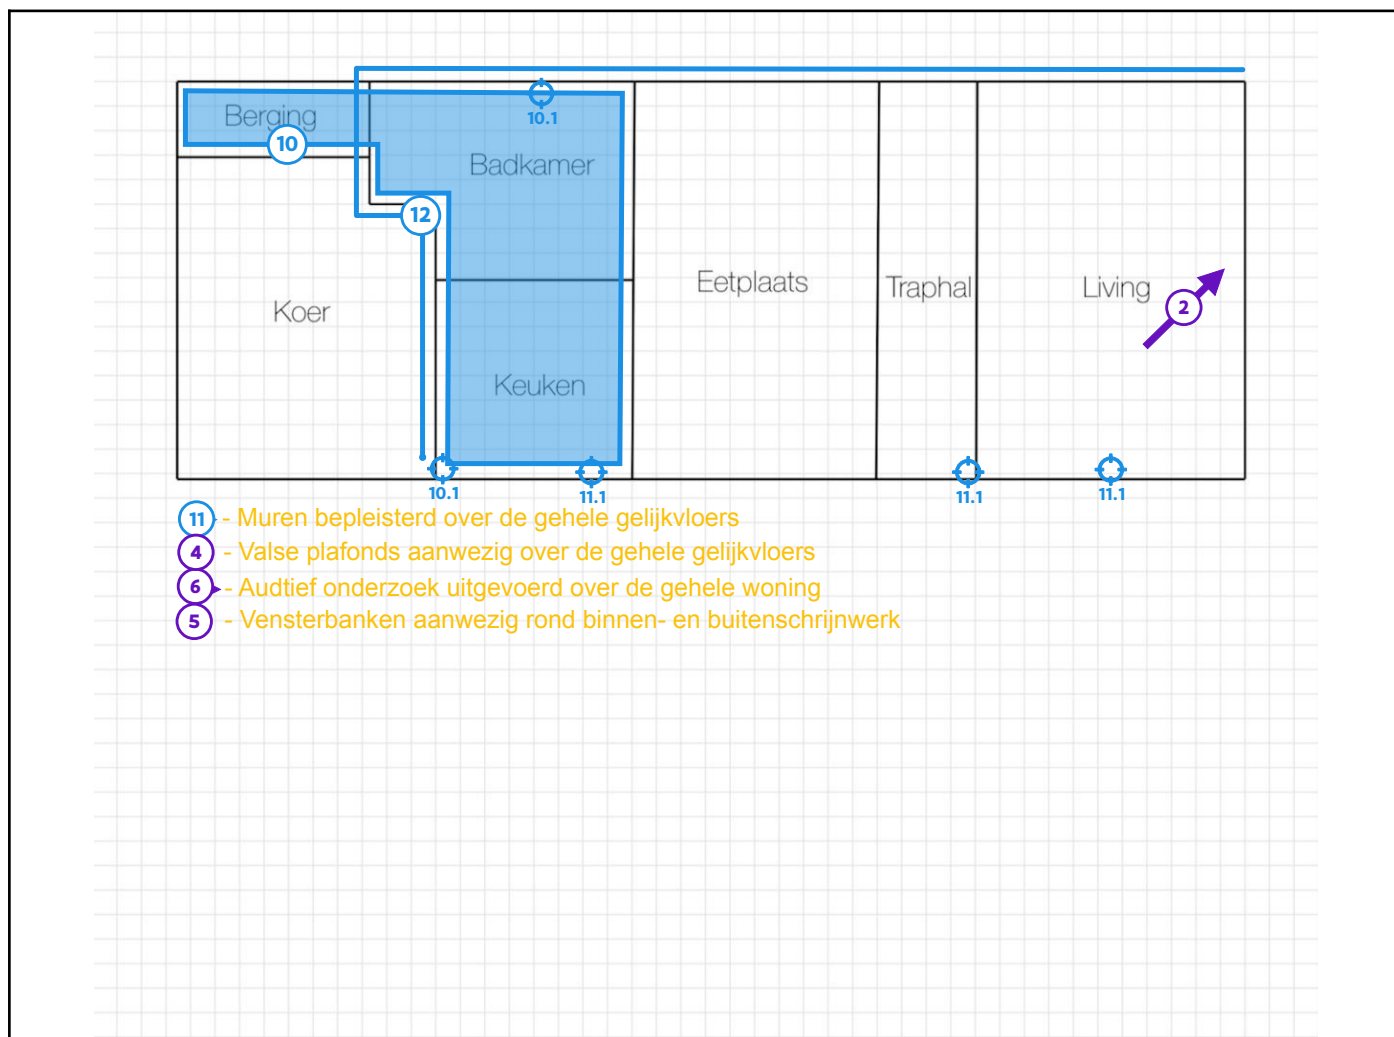 Berging
10
10.1
Badkamer
12
Koer
Eetplaats
Traphal
Living
2
Keuken
10.1
11.1
11.1
11.1
11 - Muren bepleisterd over de gehele gelijkvloers
4 - Valse plafonds aanwezig over de gehele gelijkvloers
6 - Audtief onderzoek uitgevoerd over de gehele woning
5 - Vensterbanken aanwezig rond binnen- en buitenschrijnwerk